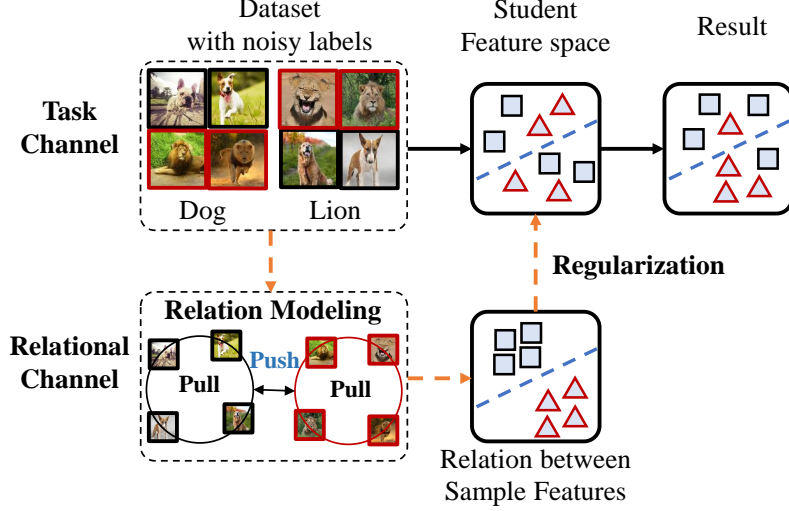 Dataset
with noisy labels
Student
Feature space
Result
Task
Channel
Dog
Lion
Regularization
Relational
Channel
Relation Modeling
Pull
Push
Pull
Relation between
Sample Features